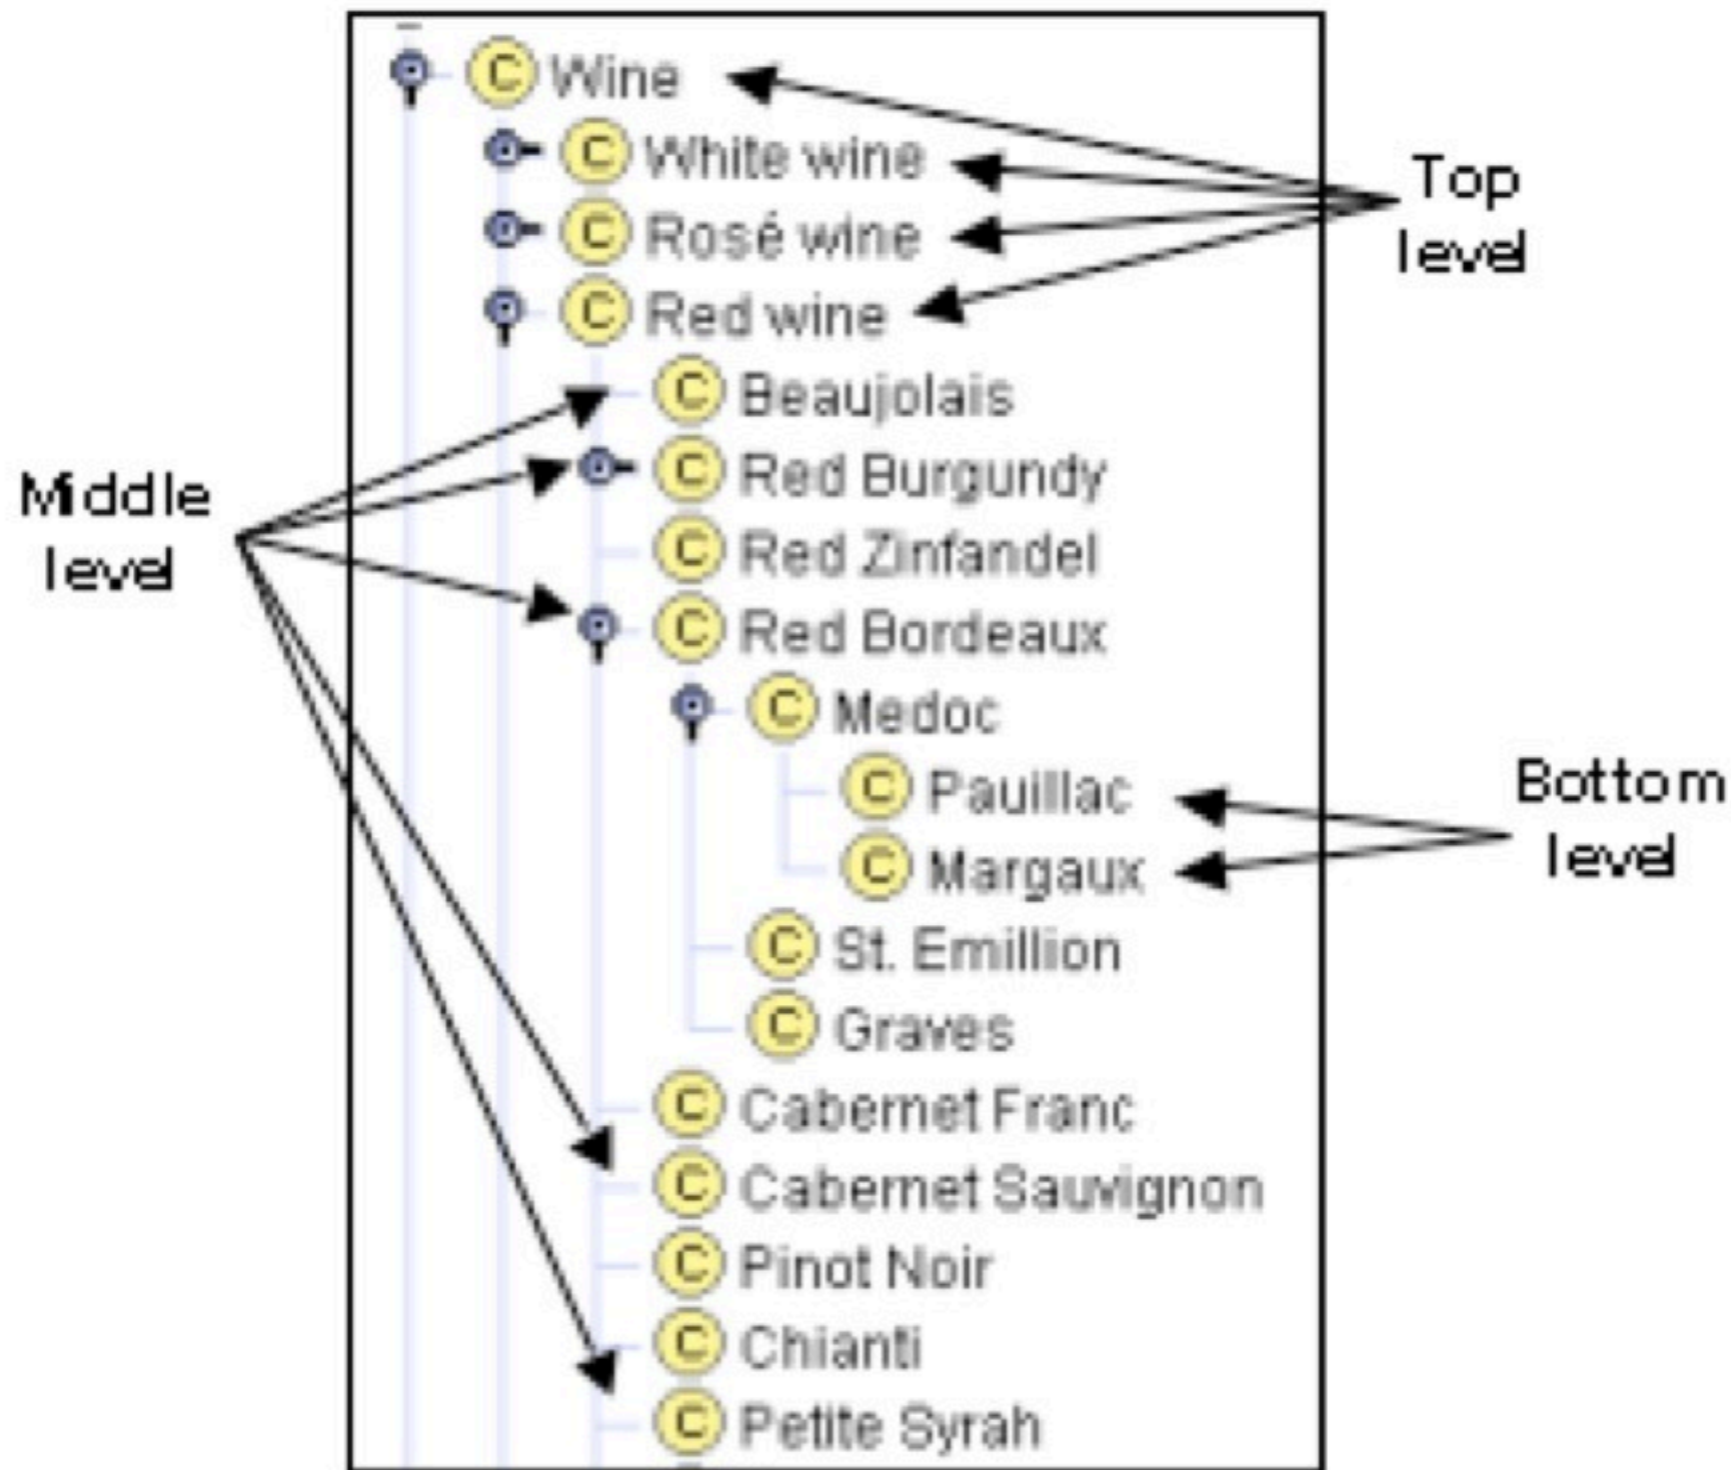 C Wine
C White wine
C Rosé wine
C Red wine
Top
level
C Beaujolais
C Red Burgundy
Middle
level
C Red Zinfandel
C Red Bordeaux
C Medoc
C Pauillac
Bottom
level
C Margaux
C St. Emillion
C Graves
C Cabernet Franc
C Cabernet Sauvignon
C Pinot Noir
C Chianti
C Petite Syrah